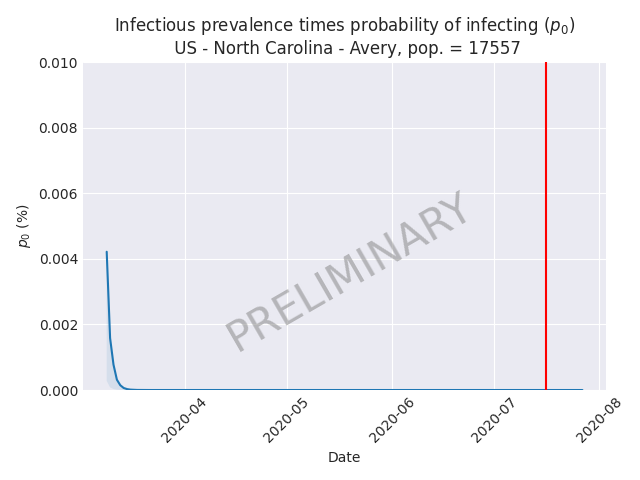 Infectious prevalence times probability of infecting (p₀)
US - North Carolina - Avery, pop. = 17557
0.010
0.008
0.006
0.004
0.002
0.000
p₀ (%)
PRELIMINARY
2020-04
2020-05
2020-06
2020-07
2020-08
Date